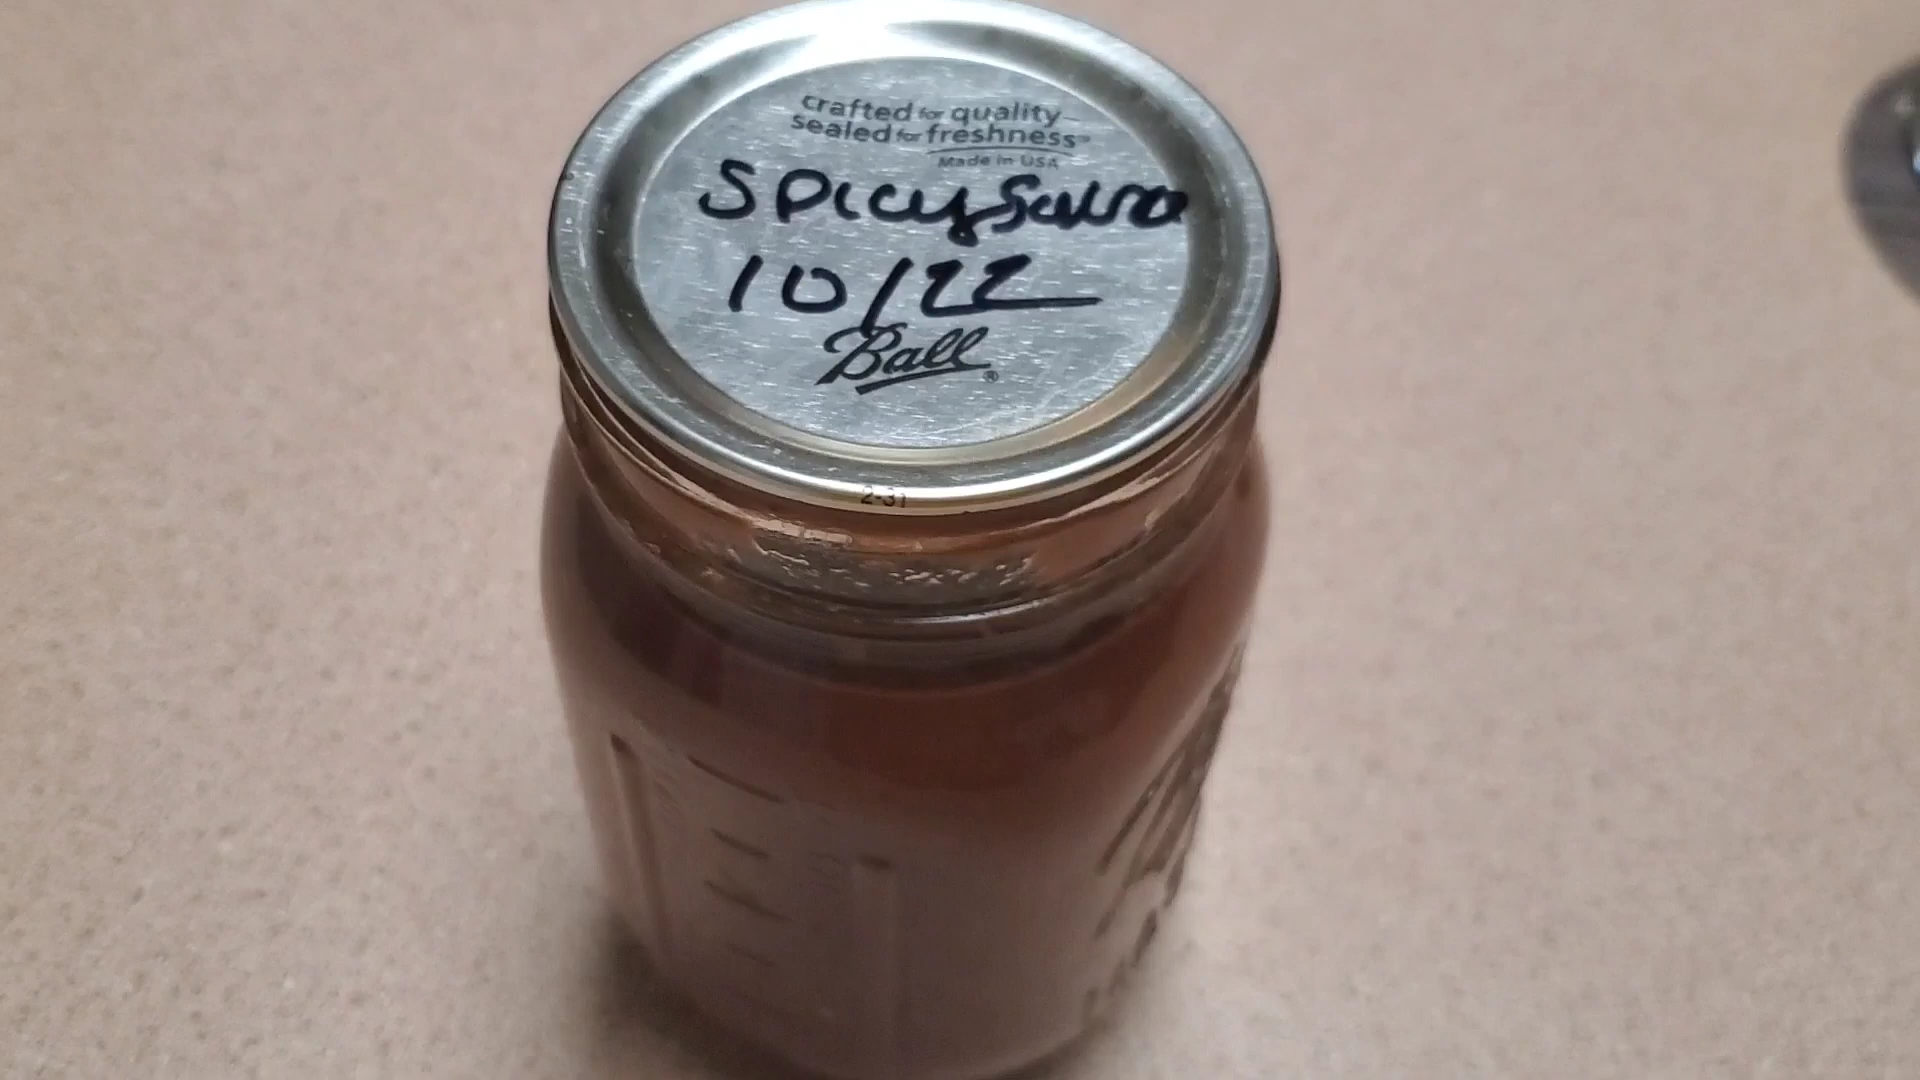 crafted for quality
sealed for freshness
Made in USA
Spicy Salsa
10/22
Ball®
2-31